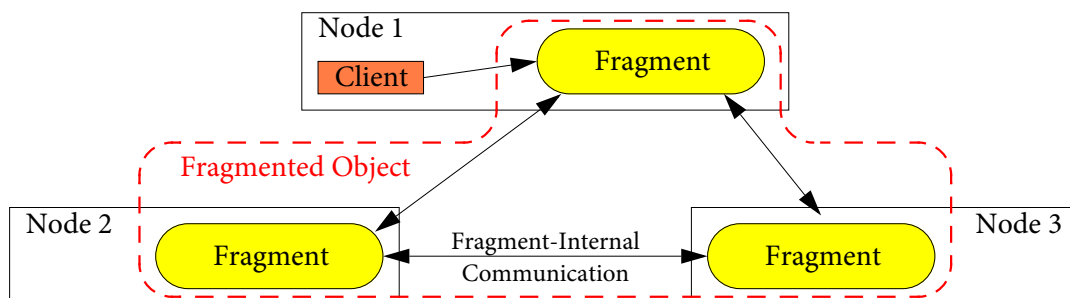 Node 1
Client
Fragment
Fragmented Object
Node 2
Fragment
Fragment-Internal
Communication
Fragment
Node 3